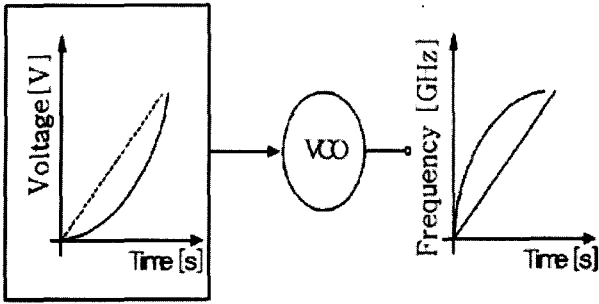 Voltage[V]
Time[s]
VCO
Frequency [GHz]
Time[s]